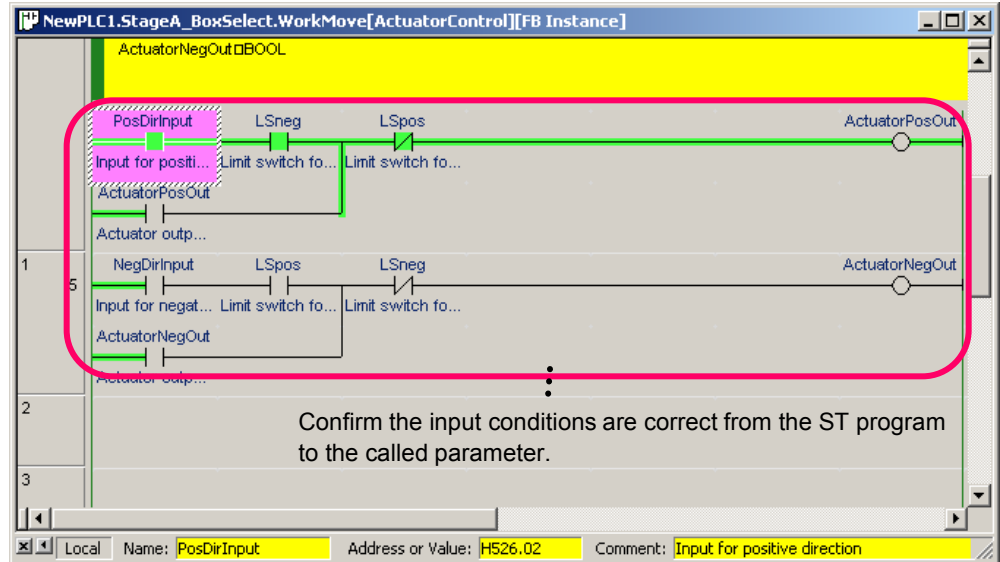 NewPLC1.StageA_BoxSelect.WorkMove[ActuatorControl][FB Instance]
ActuatorNegOut□BOOL
PosDirInput LSneg LSpos ActuatorPosOut
Input for positi... Limit switch fo... Limit switch fo...
ActuatorPosOut
Actuator outp...
1 NegDirInput LSpos LSneg ActuatorNegOut
5
Input for negat... Limit switch fo... Limit switch fo...
ActuatorNegOut
Actuator outp...
2
Confirm the input conditions are correct from the ST program
to the called parameter.
3
Local Name: PosDirInput Address or Value: H526.02 Comment: Input for positive direction